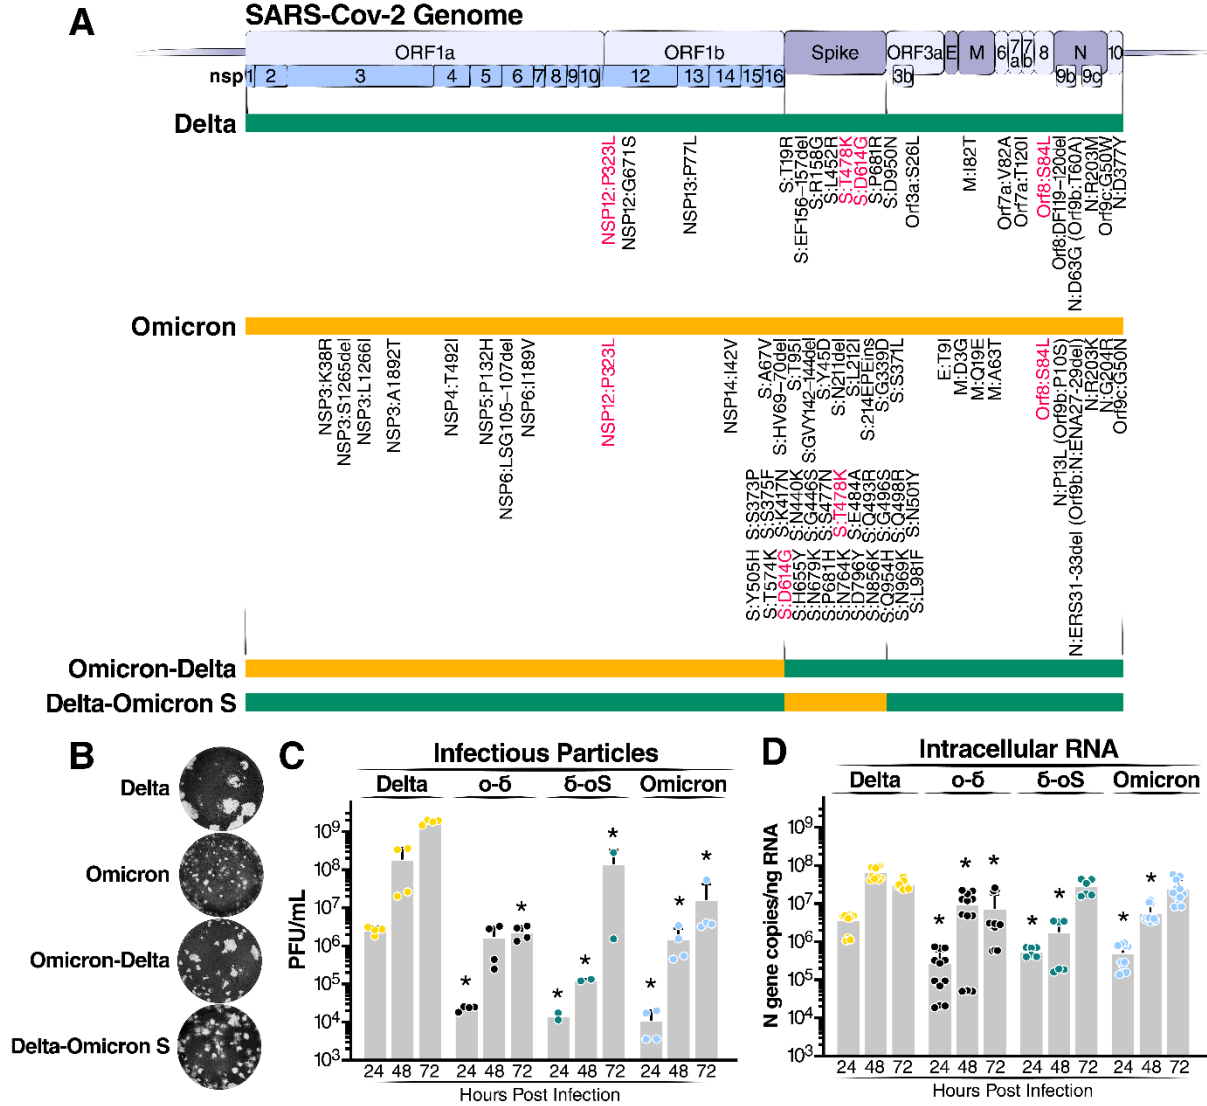 A
SARS-Cov-2 Genome
ORF1a ORF1b Spike ORF3a E M 6 7a 7b 8 N 10
nsp 1 2 3 4 5 6 7 8 9 10 12 13 14 15 16 3b 9b 9c
Delta
NSP12:P323L
NSP12:G671S
NSP13:P77L
S:T19R
S:EF156–157del
S:R158G
S:L452R
S:T478K
S:D614G
S:P681R
S:D950N
Orf3a:S26L
M:I82T
Orf7a:V82A
Orf7a:T120I
Orf8:S84L
Orf8:DF119–120del
N:D63G (Orf9b:T60A)
N:R203M
Orf9c:G50W
N:D377Y
Omicron
NSP3:K38R
NSP3:S1265del
NSP3:L1266I
NSP3:A1892T
NSP4:T492I
NSP5:P132H
NSP6:LSG105–107del
NSP6:I189V
NSP12:P323L
NSP14:I42V
S:A67V
S:HV69–70del
S:T95I
S:GVY142–144del
S:Y45D
S:N211del
S:L212I
S:214EPEins
S:G339D
S:S371L
E:T9I
M:D3G
M:Q19E
M:A63T
Orf8:S84L
N:P13L (Orf9b:P10S)
N:ERS31-33del (Orf9b:N:ENA27-29del)
N:R203K
N:G204R
Orf9c:G50N
S:S373P
S:S375F
S:K417N
S:N440K
S:G446S
S:S477N
S:T478K
S:E484A
S:Q493R
S:G496S
S:Q498R
S:N501Y
S:Y505H
S:T574K
S:D614G
S:H655Y
S:N679K
S:P681H
S:N764K
S:D796Y
S:N856K
S:Q954H
S:N969K
S:L981F
Omicron-Delta
Delta-Omicron S
B
Delta
Omicron
Omicron-Delta
Delta-Omicron S
C
Infectious Particles
Delta o-δ δ-oS Omicron
PFU/mL
10⁹
10⁸
10⁷
10⁶
10⁵
10⁴
10³
* * * * * * * *
24 48 72 24 48 72 24 48 72 24 48 72
Hours Post Infection
D
Intracellular RNA
Delta o-δ δ-oS Omicron
N gene copies/ng RNA
10⁹
10⁸
10⁷
10⁶
10⁵
10⁴
10³
* * * * * * *
24 48 72 24 48 72 24 48 72 24 48 72
Hours Post Infection